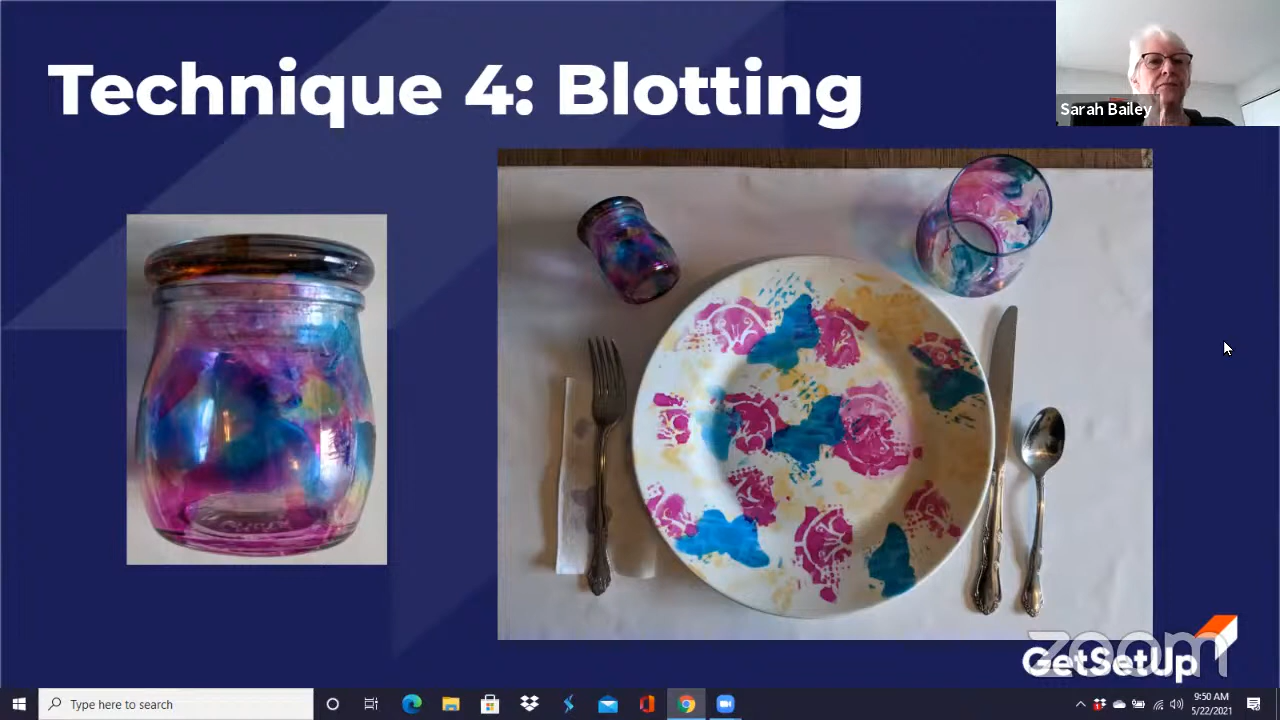 Technique 4: Blotting
Sarah Bailey
zoom
GetSetUp
Type here to search
9:50 AM
5/22/2021